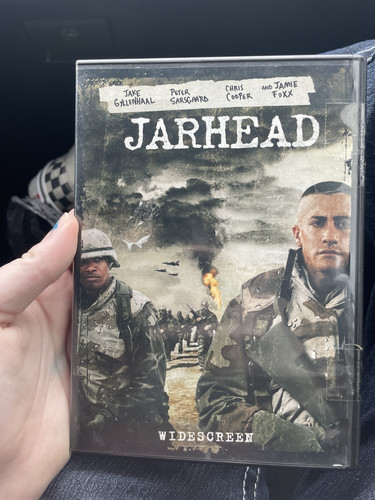 JAKE GYLLENHAAL PETER SARSGAARD CHRIS COOPER AND JAMIE FOXX
JARHEAD
WIDESCREEN